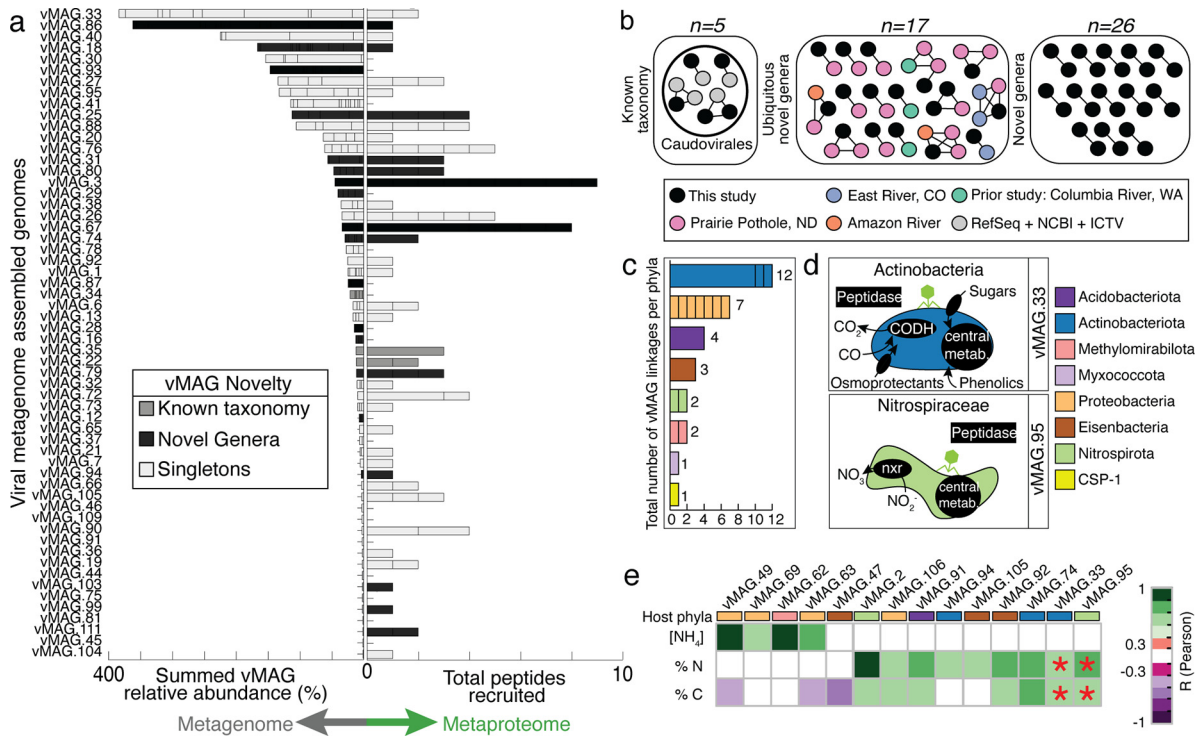 a
Viral metagenome assembled genomes
vMAG.33
vMAG.86
vMAG.40
vMAG.18
vMAG.30
vMAG.93
vMAG.27
vMAG.95
vMAG.41
vMAG.25
vMAG.88
vMAG.20
vMAG.76
vMAG.31
vMAG.80
vMAG.3
vMAG.29
vMAG.38
vMAG.26
vMAG.67
vMAG.74
vMAG.78
vMAG.92
vMAG.1
vMAG.87
vMAG.34
vMAG.6
vMAG.13
vMAG.28
vMAG.16
vMAG.35
vMAG.22
vMAG.79
vMAG.32
vMAG.72
vMAG.73
vMAG.12
vMAG.65
vMAG.37
vMAG.21
vMAG.7
vMAG.94
vMAG.66
vMAG.105
vMAG.46
vMAG.109
vMAG.90
vMAG.91
vMAG.36
vMAG.19
vMAG.44
vMAG.103
vMAG.75
vMAG.99
vMAG.81
vMAG.111
vMAG.45
vMAG.104
vMAG Novelty
Known taxonomy
Novel Genera
Singletons
400
0
0
10
Summed vMAG
relative abundance (%)
Total peptides
recruited
Metagenome
Metaproteome
b
n=5
n=17
n=26
Known
taxonomy
Caudovirales
Ubiquitous
novel genera
Novel genera
This study
East River, CO
Prior study: Columbia River, WA
Prairie Pothole, ND
Amazon River
RefSeq + NCBI + ICTV
c
Total number of vMAG linkages per phyla
12
7
4
3
2
2
1
1
0 2 4 6 8 10 12
d
Actinobacteria
Peptidase
Sugars
CO2
CODH
CO
central
metab.
Osmoprotectants
Phenolics
vMAG.33
Nitrospiraceae
Peptidase
nxr
NO3-
NO2-
central
metab.
vMAG.95
Acidobacteriota
Actinobacteriota
Methylomirabilota
Myxococcota
Proteobacteria
Eisenbacteria
Nitrospirota
CSP-1
e
vMAG.49
vMAG.69
vMAG.62
vMAG.63
vMAG.47
vMAG.2
vMAG.106
vMAG.91
vMAG.94
vMAG.105
vMAG.92
vMAG.74
vMAG.33
vMAG.95
Host phyla
[NH4]
% N
* *
% C
* *
1
0.3
-0.3
-1
R (Pearson)